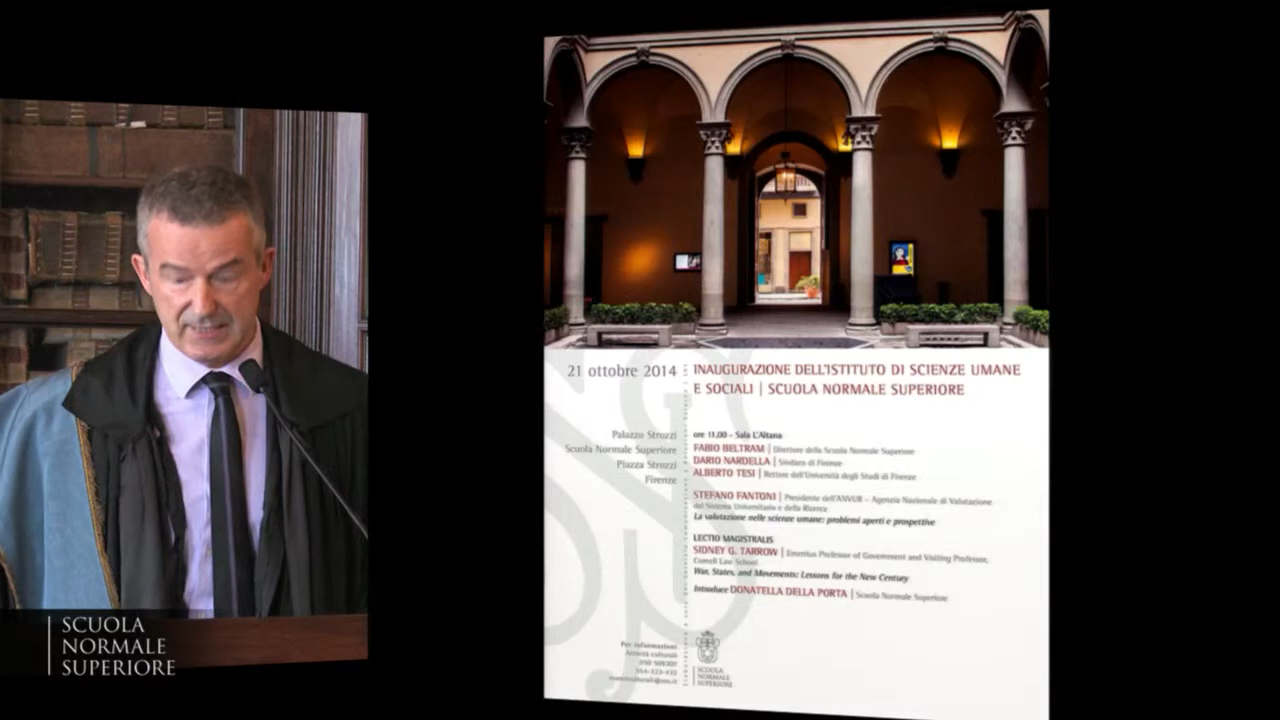 21 ottobre 2014
INAUGURAZIONE DELL'ISTITUTO DI SCIENZE UMANE
E SOCIALI | SCUOLA NORMALE SUPERIORE
Palazzo Strozzi
Scuola Normale Superiore
Piazza Strozzi
Firenze
ore 11.00 - Sala L'Altana
FABIO BELTRAM | Direttore della Scuola Normale Superiore
DARIO NARDELLA | Sindaco di Firenze
ALBERTO TESI | Rettore dell'Università degli Studi di Firenze
STEFANO FANTONI | Presidente dell'ANVUR - Agenzia Nazionale di Valutazione
del Sistema Universitario e della Ricerca
La valutazione nelle scienze umane: problemi aperti e prospettive
LECTIO MAGISTRALIS
SIDNEY G. TARROW | Emeritus Professor of Government and Visiting Professor,
Cornell Law School
War, States, and Movements: Lessons for the New Century
Introduce DONATELLA DELLA PORTA | Scuola Normale Superiore
Per informazioni
Attività culturali
SCUOLA
NORMALE
SUPERIORE
SCUOLA
NORMALE
SUPERIORE